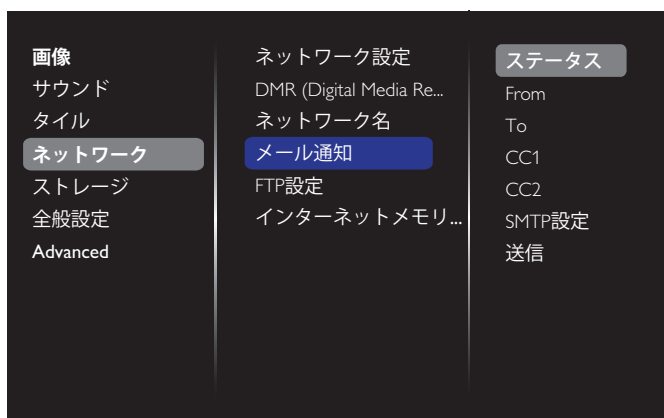 画像
サウンド
タイル
ネットワーク
ストレージ
全般設定
Advanced
ネットワーク設定
DMR (Digital Media Re...
ネットワーク名
メール通知
FTP設定
インターネットメモリ...
ステータス
From
To
CC1
CC2
SMTP設定
送信